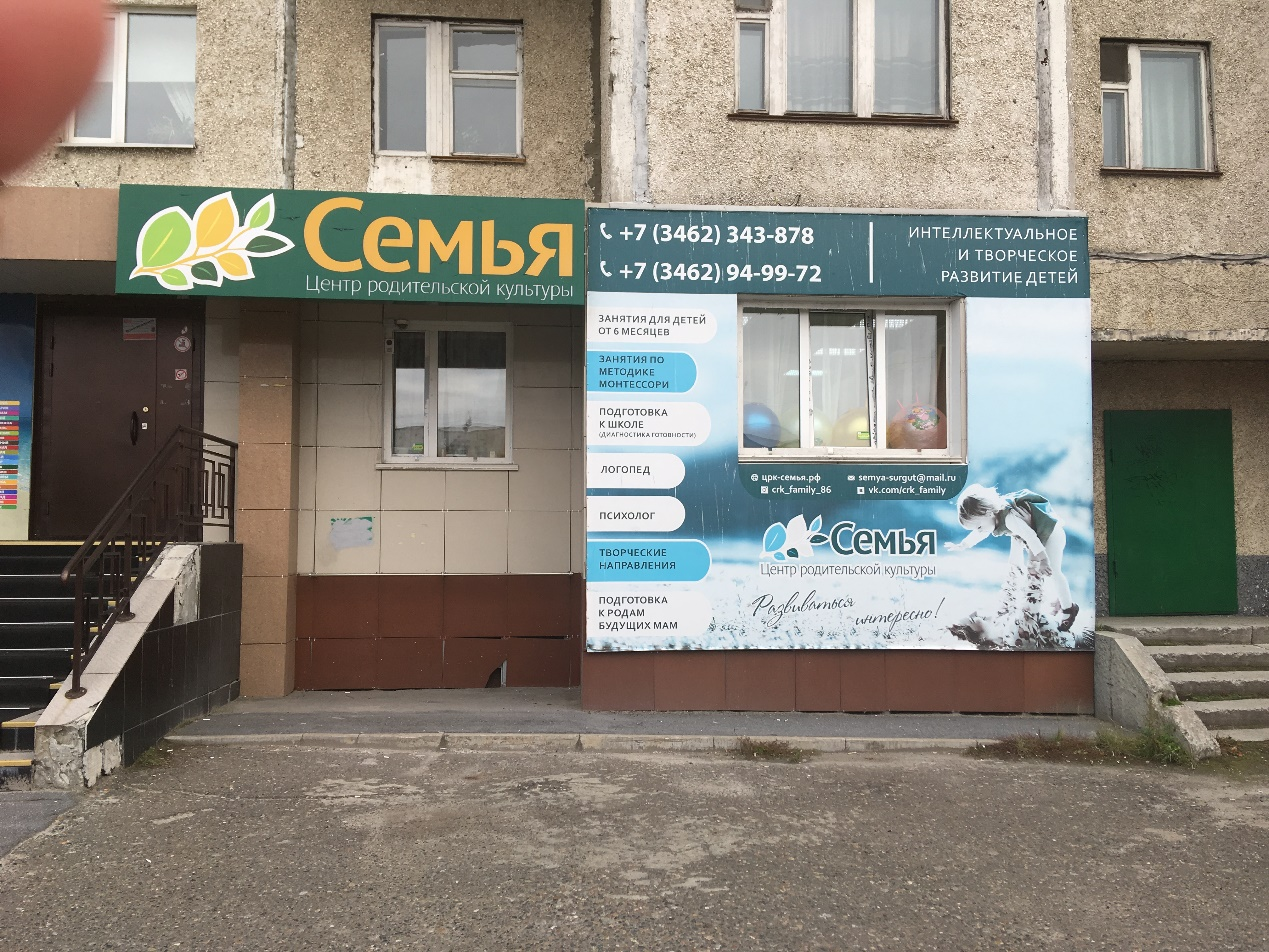 Семья
Центр родительской культуры
+7 (3462) 343-878
+7 (3462) 94-99-72
ИНТЕЛЛЕКТУАЛЬНОЕ
И ТВОРЧЕСКОЕ
РАЗВИТИЕ ДЕТЕЙ
ЗАНЯТИЯ ДЛЯ ДЕТЕЙ
ОТ 6 МЕСЯЦЕВ
ЗАНЯТИЯ ПО
МЕТОДИКЕ
МОНТЕССОРИ
ПОДГОТОВКА
К ШКОЛЕ
(ДИАГНОСТИКА ГОТОВНОСТИ)
ЛОГОПЕД
ПСИХОЛОГ
ТВОРЧЕСКИЕ
НАПРАВЛЕНИЯ
ПОДГОТОВКА
К РОДАМ
БУДУЩИХ МАМ
црк-семья.рф
semya-surgut@mail.ru
crk_family_86
vk.com/crk_family
Семья
Центр родительской культуры
Развиваться
интересно!